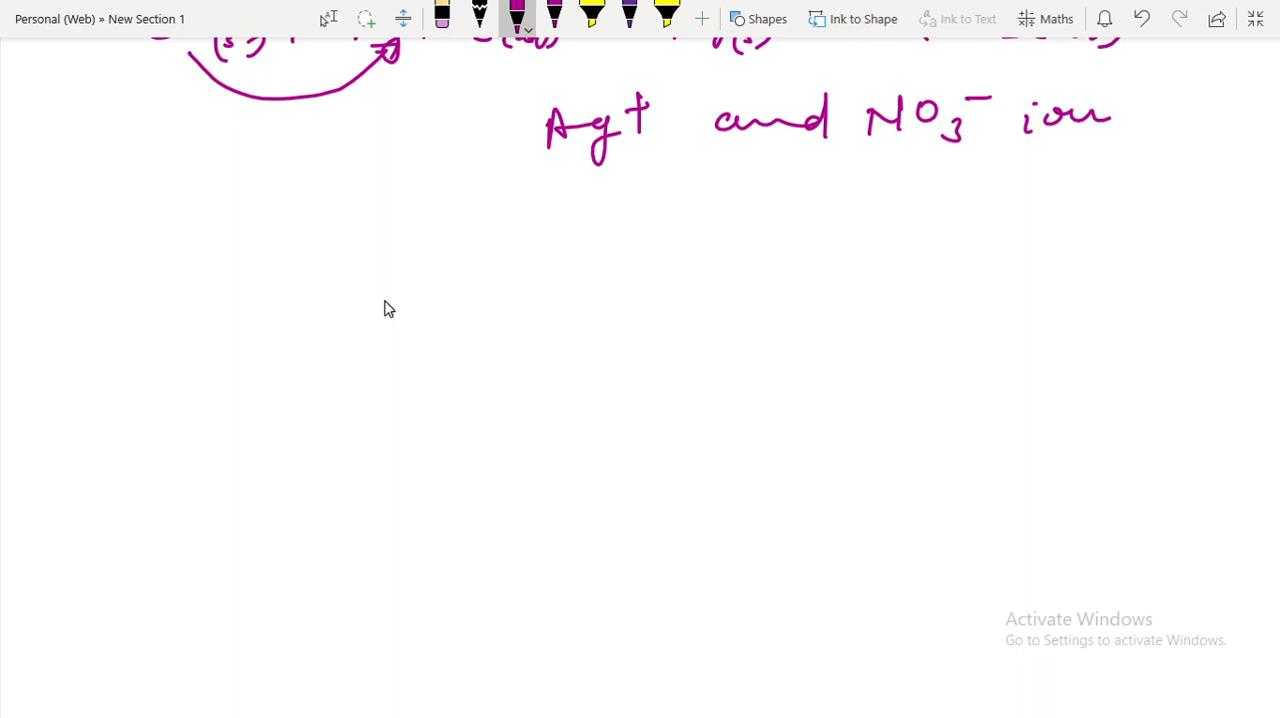 Personal (Web) » New Section 1 Shapes Ink to Shape Ink to Text Maths
Ag+ and NO₃⁻ ion
Activate Windows
Go to Settings to activate Windows.